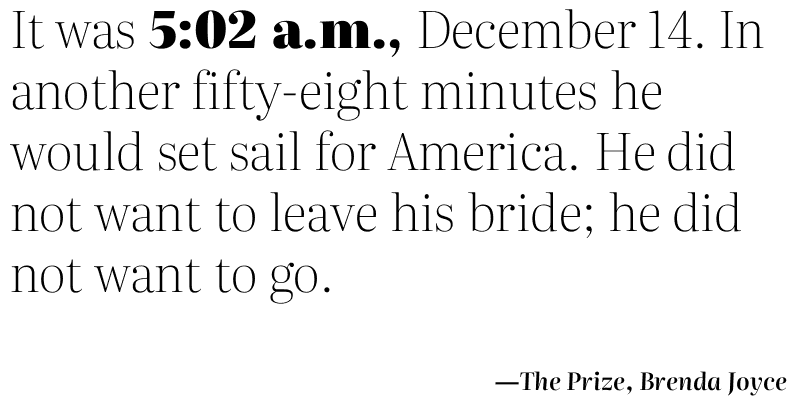 It was 5:02 a.m., December 14. In
another fifty-eight minutes he
would set sail for America. He did
not want to leave his bride; he did
not want to go.
—The Prize, Brenda Joyce